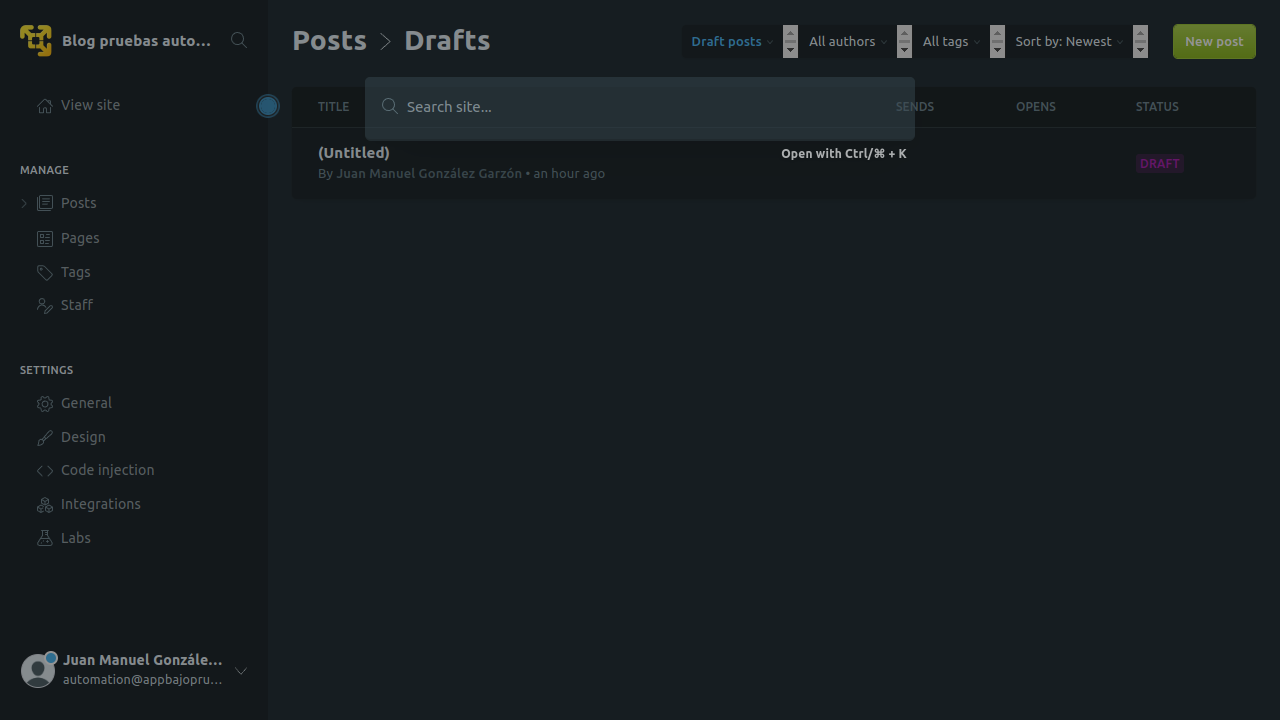 Blog pruebas auto...
View site
MANAGE
Posts
Pages
Tags
Staff
SETTINGS
General
Design
Code injection
Integrations
Labs
Juan Manuel Gonzále...
automation@appbajopru...
Posts > Drafts
Draft posts
All authors
All tags
Sort by: Newest
New post
Search site...
TITLE
SENDS
OPENS
STATUS
(Untitled)
Open with Ctrl/⌘ + K
By Juan Manuel González Garzón • an hour ago
DRAFT